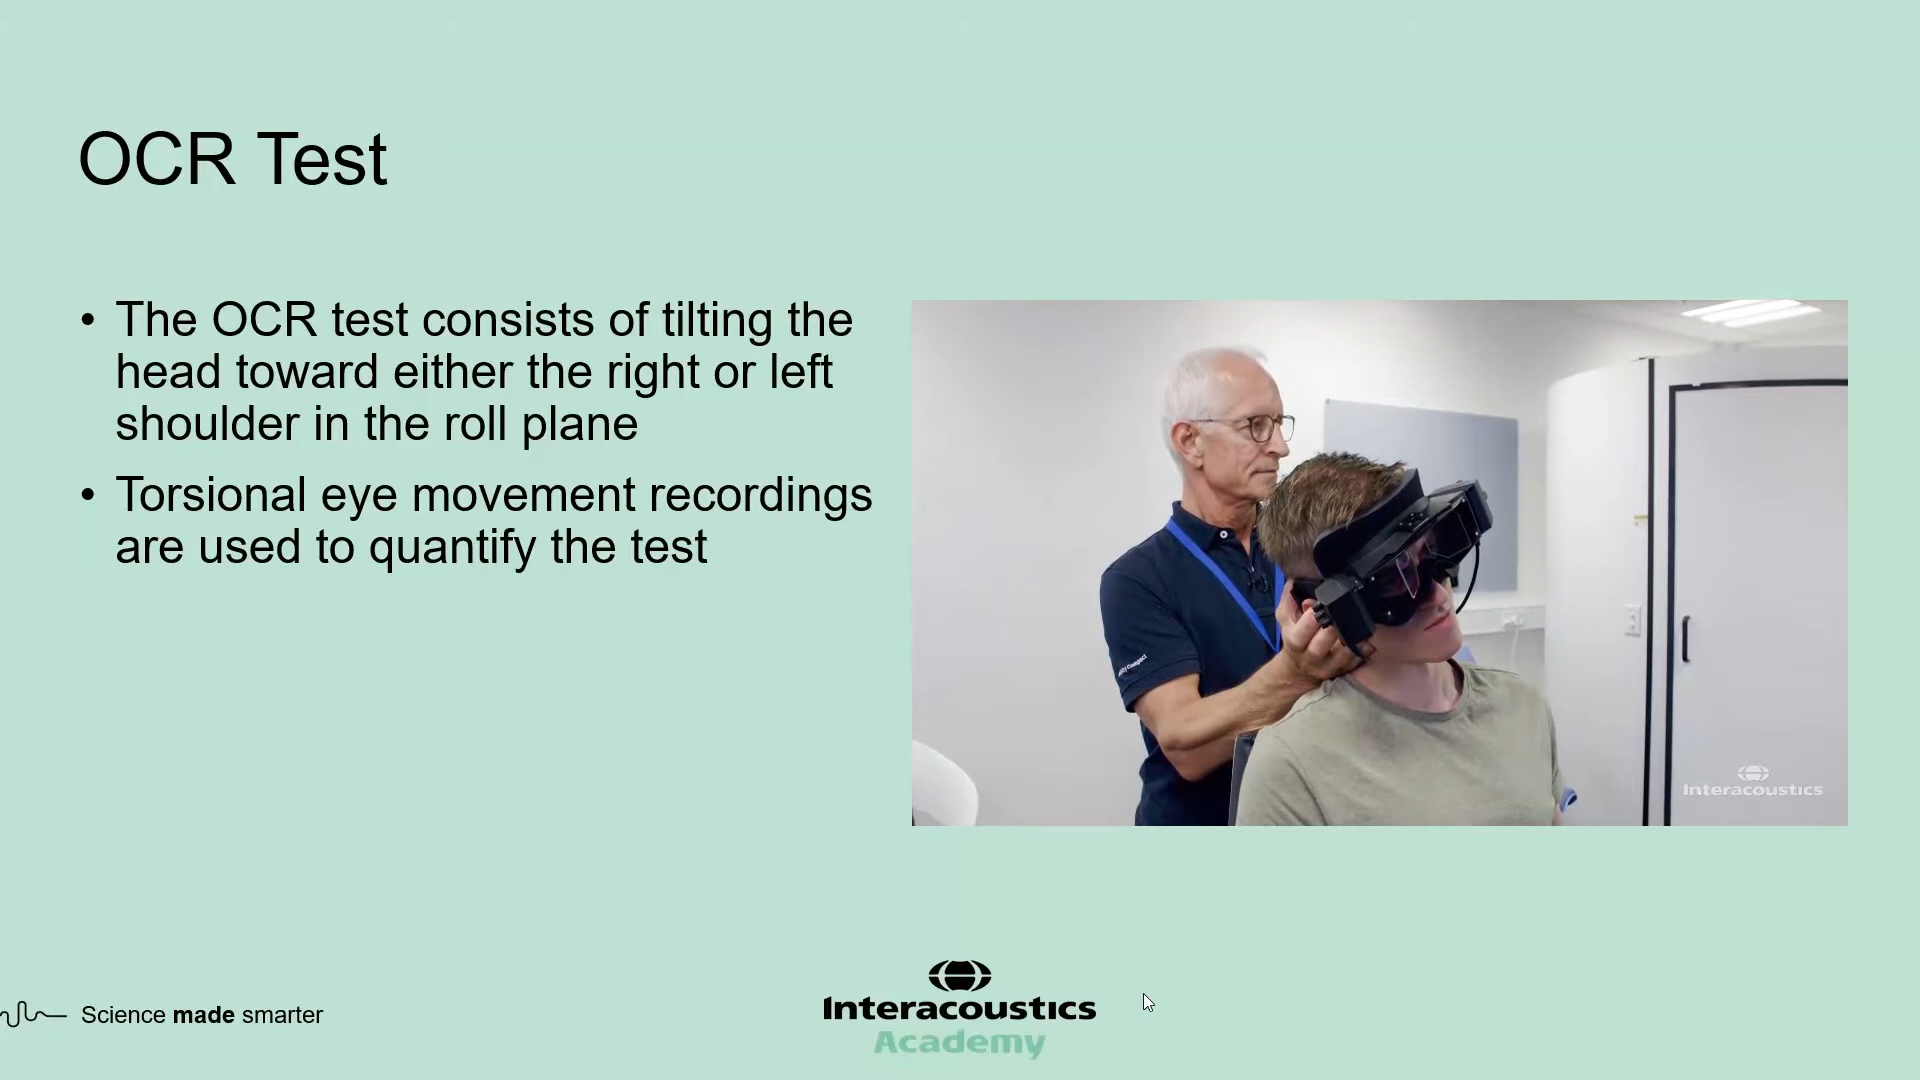 OCR Test
• The OCR test consists of tilting the
head toward either the right or left
shoulder in the roll plane
• Torsional eye movement recordings
are used to quantify the test
Interacoustics
Science made smarter
Interacoustics
Academy